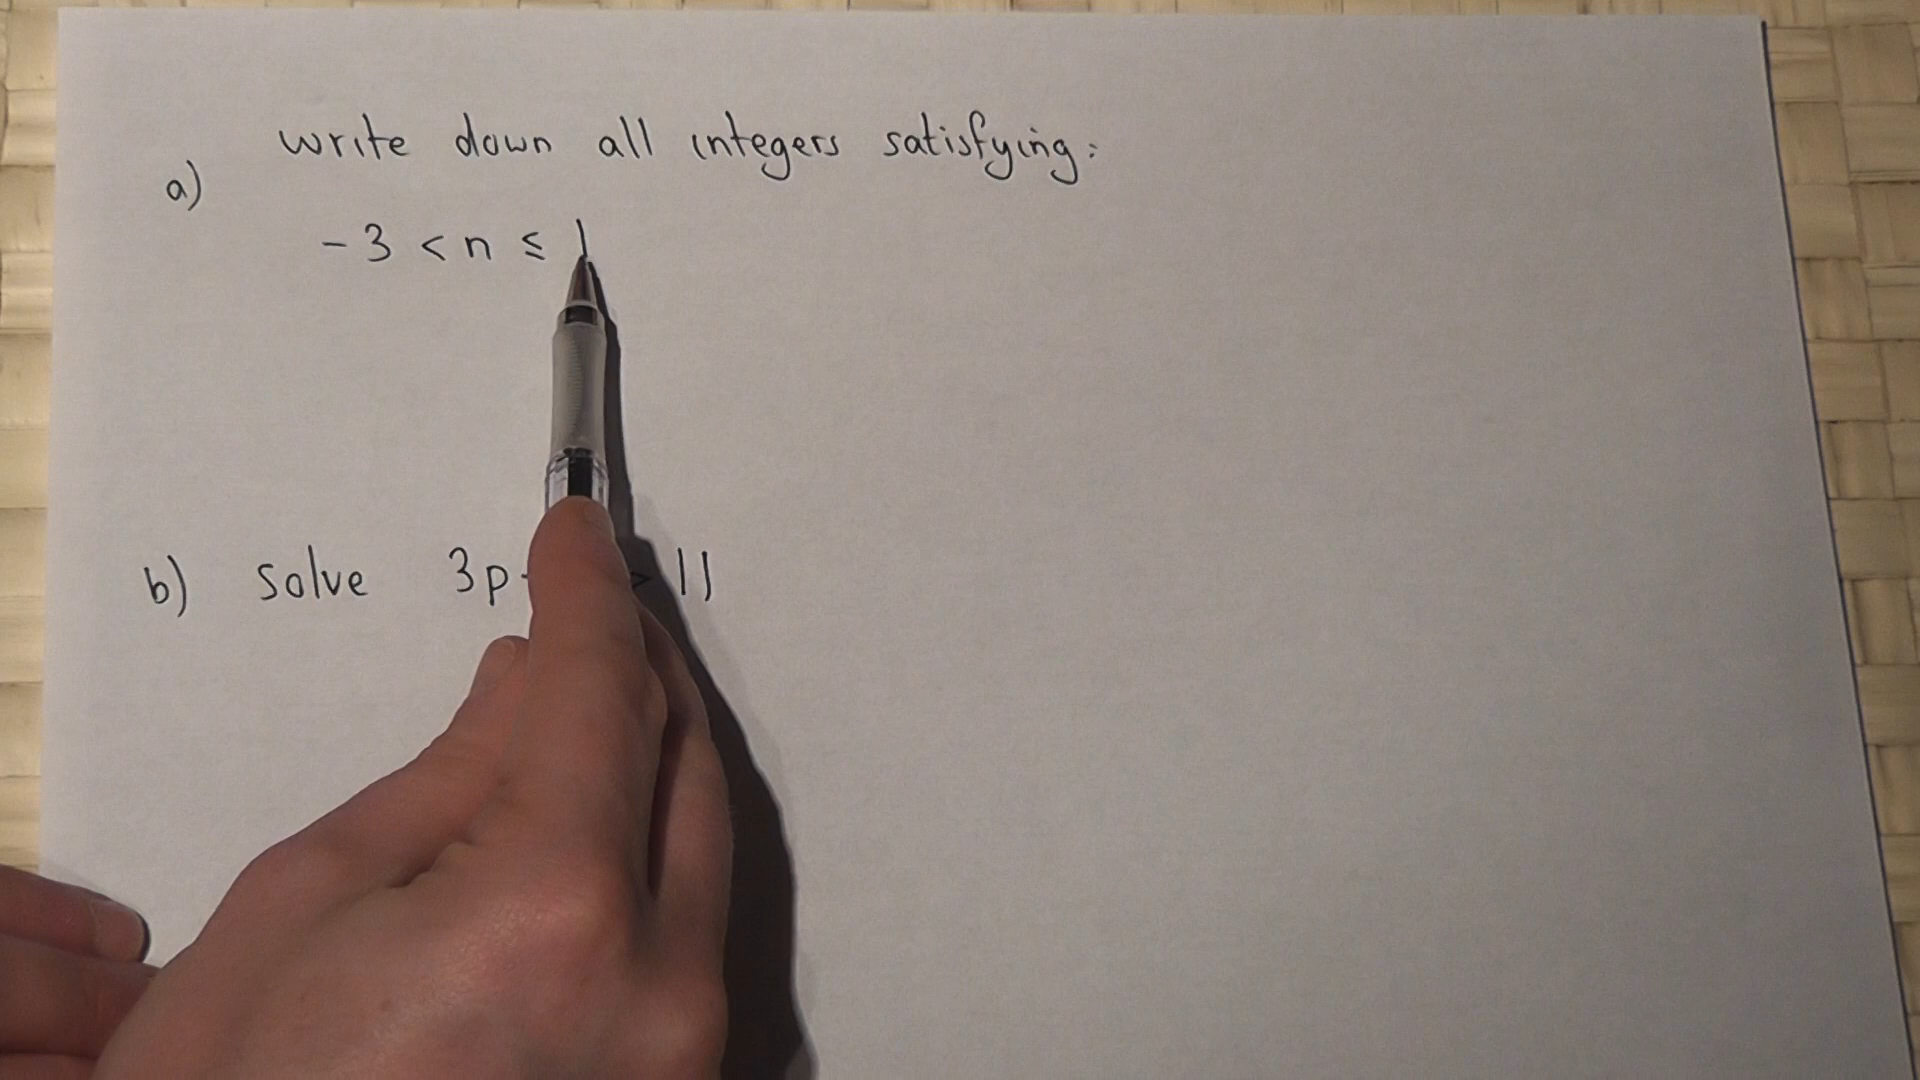 write down all integers satisfying:
a)
-3 < n ≤ 1
b) solve 3p > 11